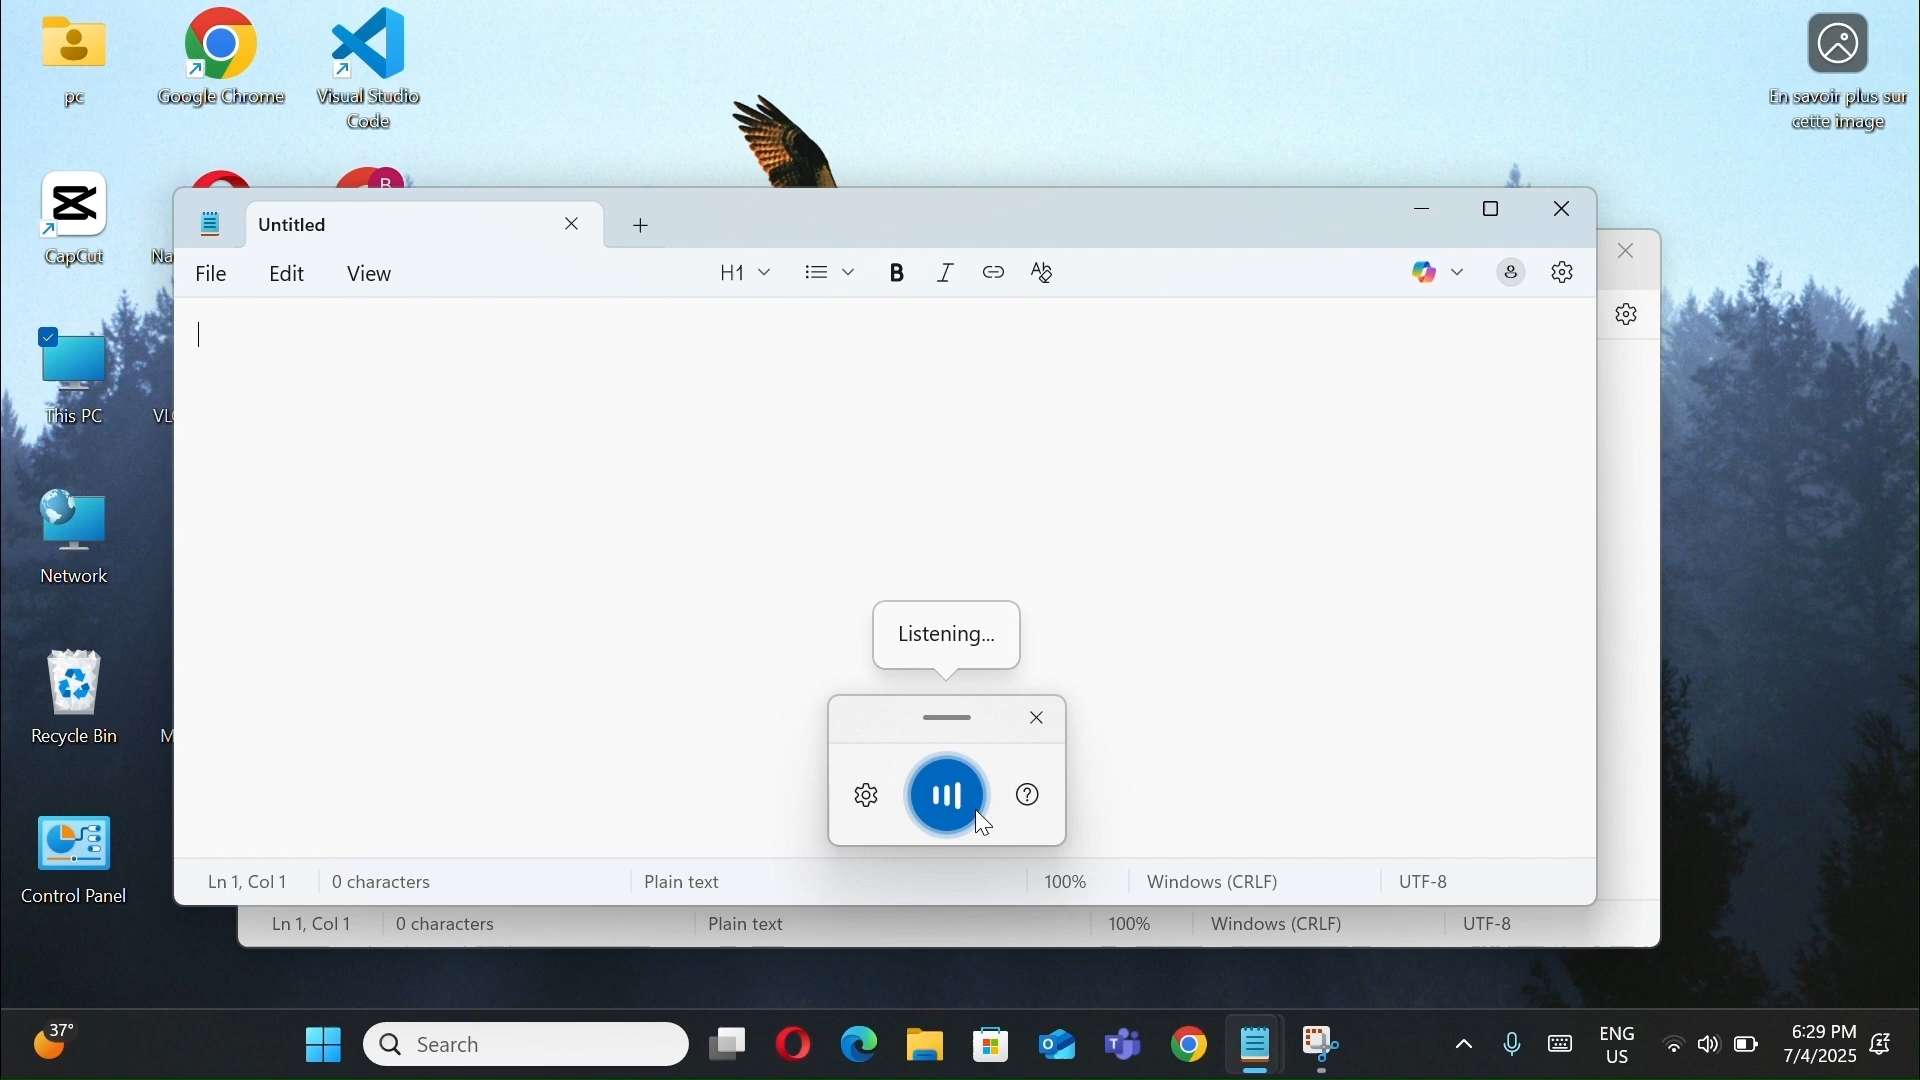 pc
Google Chrome
Visual Studio
Code
En savoir plus sur
cette image
CapCut
Na
B
This PC
VLC
Network
Recycle Bin
M
Control Panel
Untitled
File
Edit
View
H1
Listening...
Ln 1, Col 1
0 characters
Plain text
100%
Windows (CRLF)
UTF-8
Ln 1, Col 1
0 characters
Plain text
100%
Windows (CRLF)
UTF-8
37°
Search
ENG
US
6:29 PM
7/4/2025